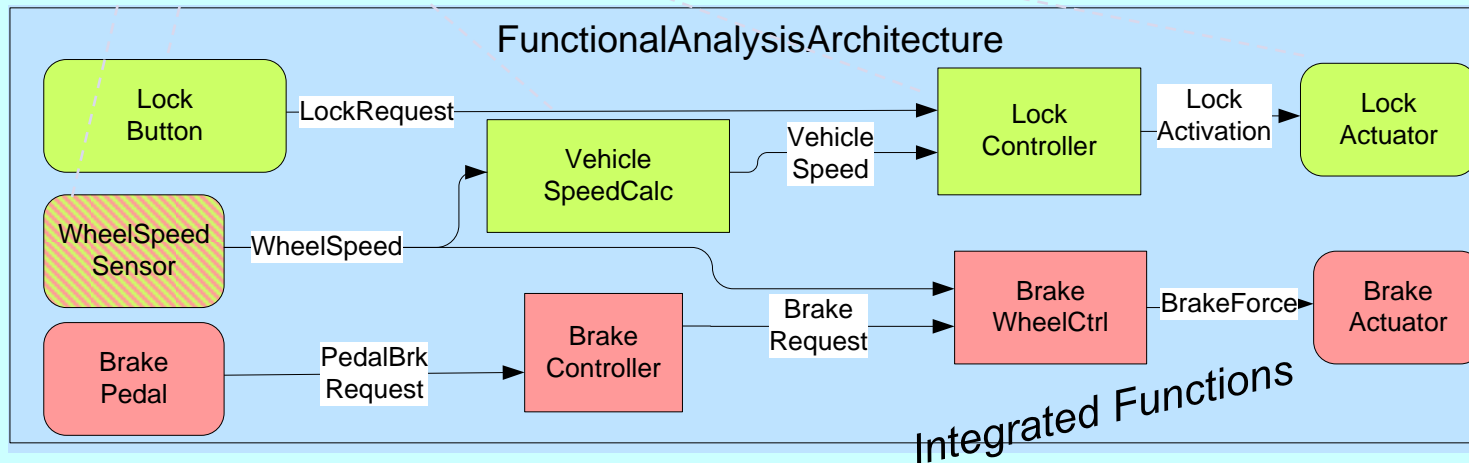 FunctionalAnalysisArchitecture
Lock
Button
LockRequest
Lock
Controller
Lock
Activation
Lock
Actuator
Vehicle
SpeedCalc
Vehicle
Speed
WheelSpeed
Sensor
WheelSpeed
Brake
WheelCtrl
BrakeForce
Brake
Actuator
Brake
Pedal
PedalBrk
Request
Brake
Controller
Brake
Request
Integrated Functions